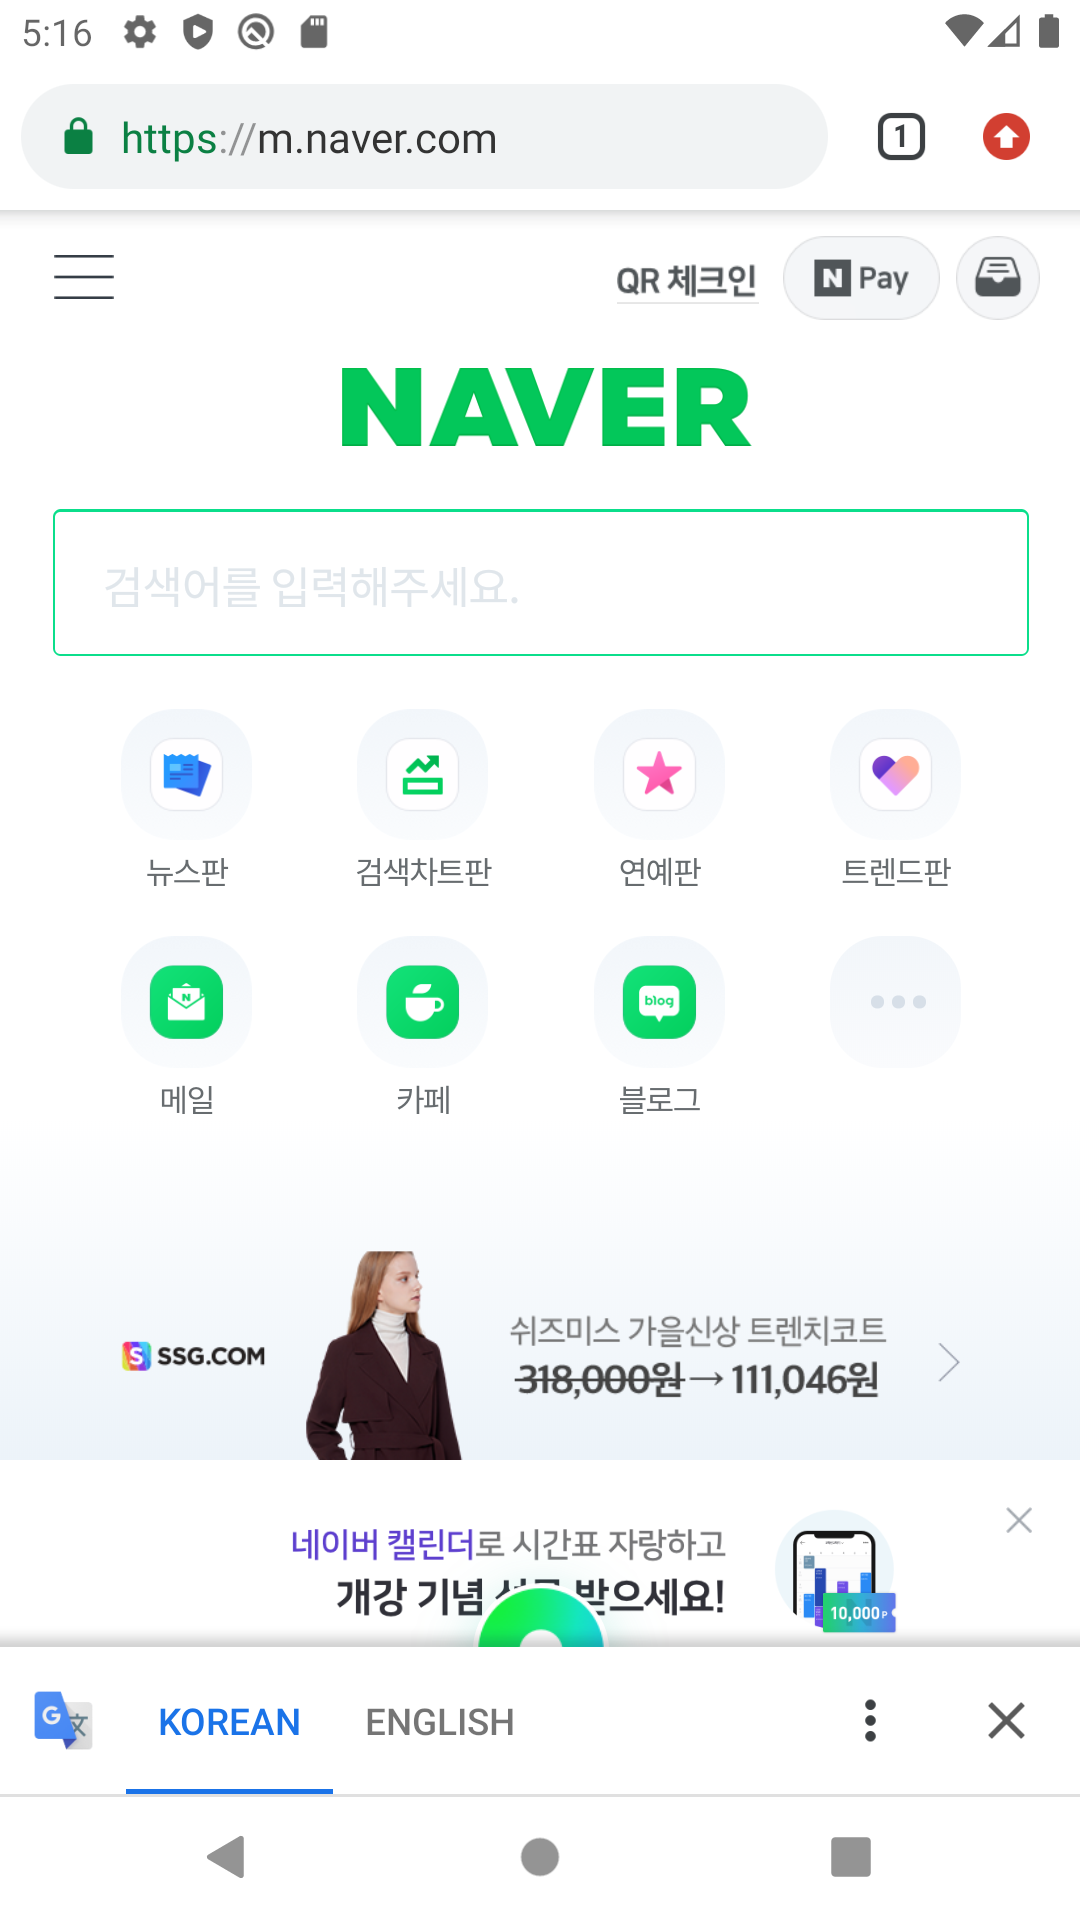 5:16
https://m.naver.com
1
QR 체크인
N Pay
NAVER
검색어를 입력해주세요.
뉴스판
검색차트판
연예판
트렌드판
N
blog
메일
카페
블로그
쉬즈미스 가을신상 트렌치코트
S SSG.COM
318,000원→111,046원
네이버 캘린더로 시간표 자랑하고
개강 기념 받으세요!
10,000P
G 文
KOREAN
ENGLISH